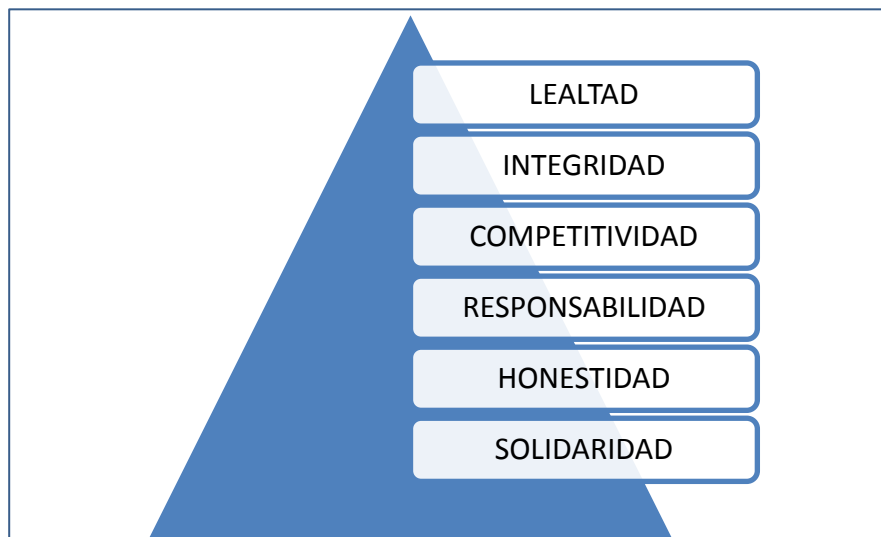 LEALTAD
INTEGRIDAD
COMPETITIVIDAD
RESPONSABILIDAD
HONESTIDAD
SOLIDARIDAD